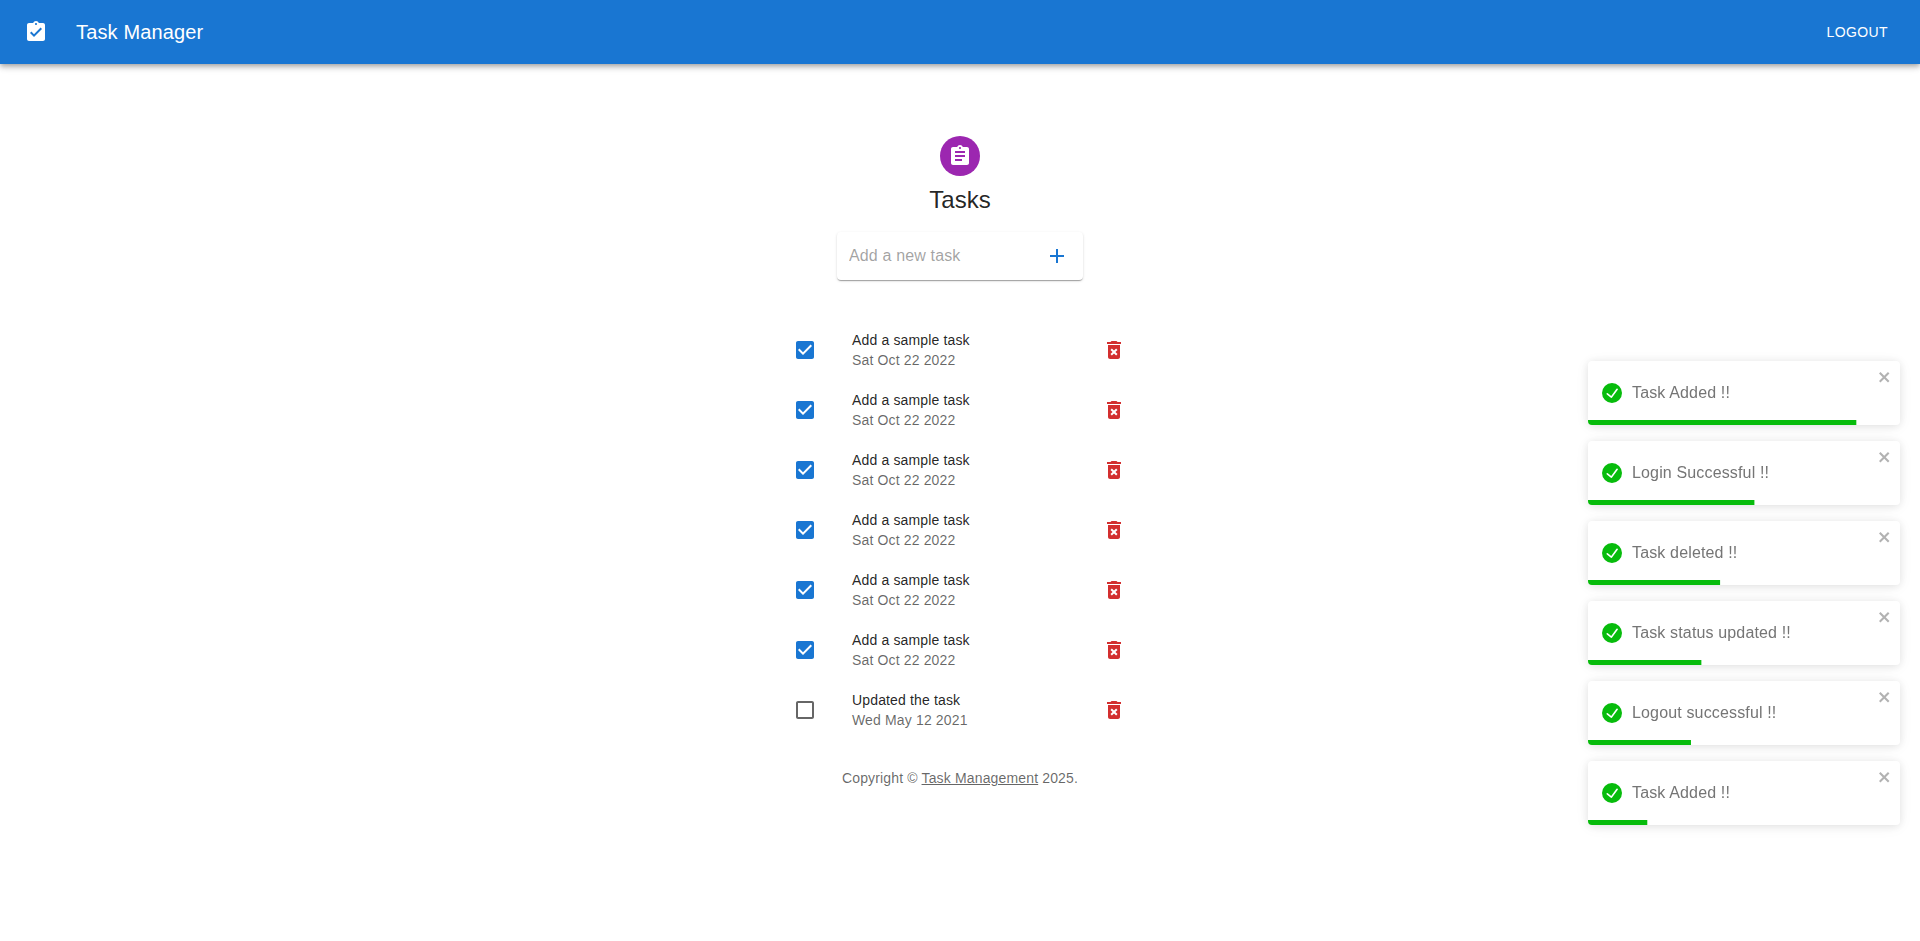 Task Manager
LOGOUT
Tasks
Add a new task
Add a sample task
Sat Oct 22 2022
Add a sample task
Sat Oct 22 2022
Add a sample task
Sat Oct 22 2022
Add a sample task
Sat Oct 22 2022
Add a sample task
Sat Oct 22 2022
Add a sample task
Sat Oct 22 2022
Updated the task
Wed May 12 2021
Copyright © Task Management 2025.
Task Added !!
Login Successful !!
Task deleted !!
Task status updated !!
Logout successful !!
Task Added !!